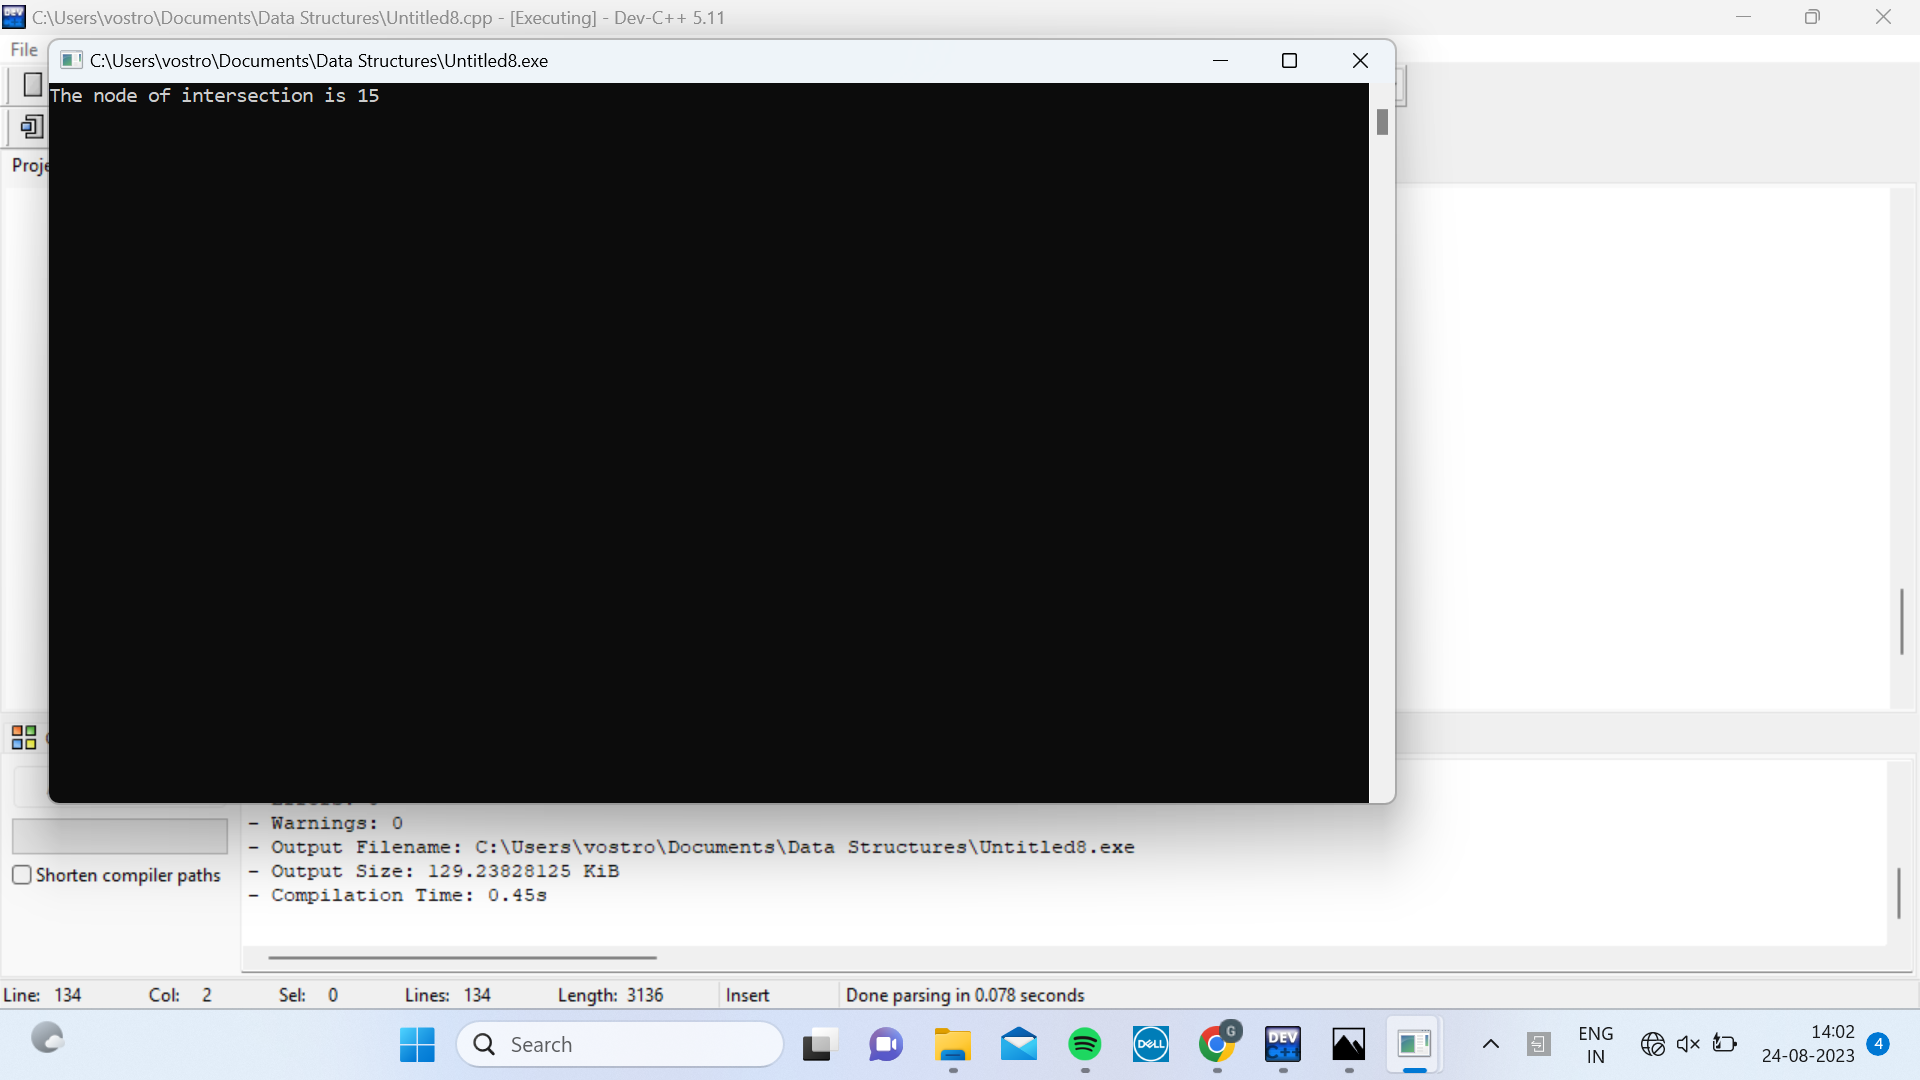 C:\Users\vostro\Documents\Data Structures\Untitled8.cpp - [Executing] - Dev-C++ 5.11
File
C:\Users\vostro\Documents\Data Structures\Untitled8.exe
The node of intersection is 15
Proje
- Warnings: 0
- Output Filename: C:\Users\vostro\Documents\Data Structures\Untitled8.exe
Shorten compiler paths
- Output Size: 129.23828125 KiB
- Compilation Time: 0.45s
Line: 134 Col: 2 Sel: 0 Lines: 134 Length: 3136 Insert Done parsing in 0.078 seconds
Search
DELL
G
DEV C++
ENG
IN
14:02
24-08-2023
4